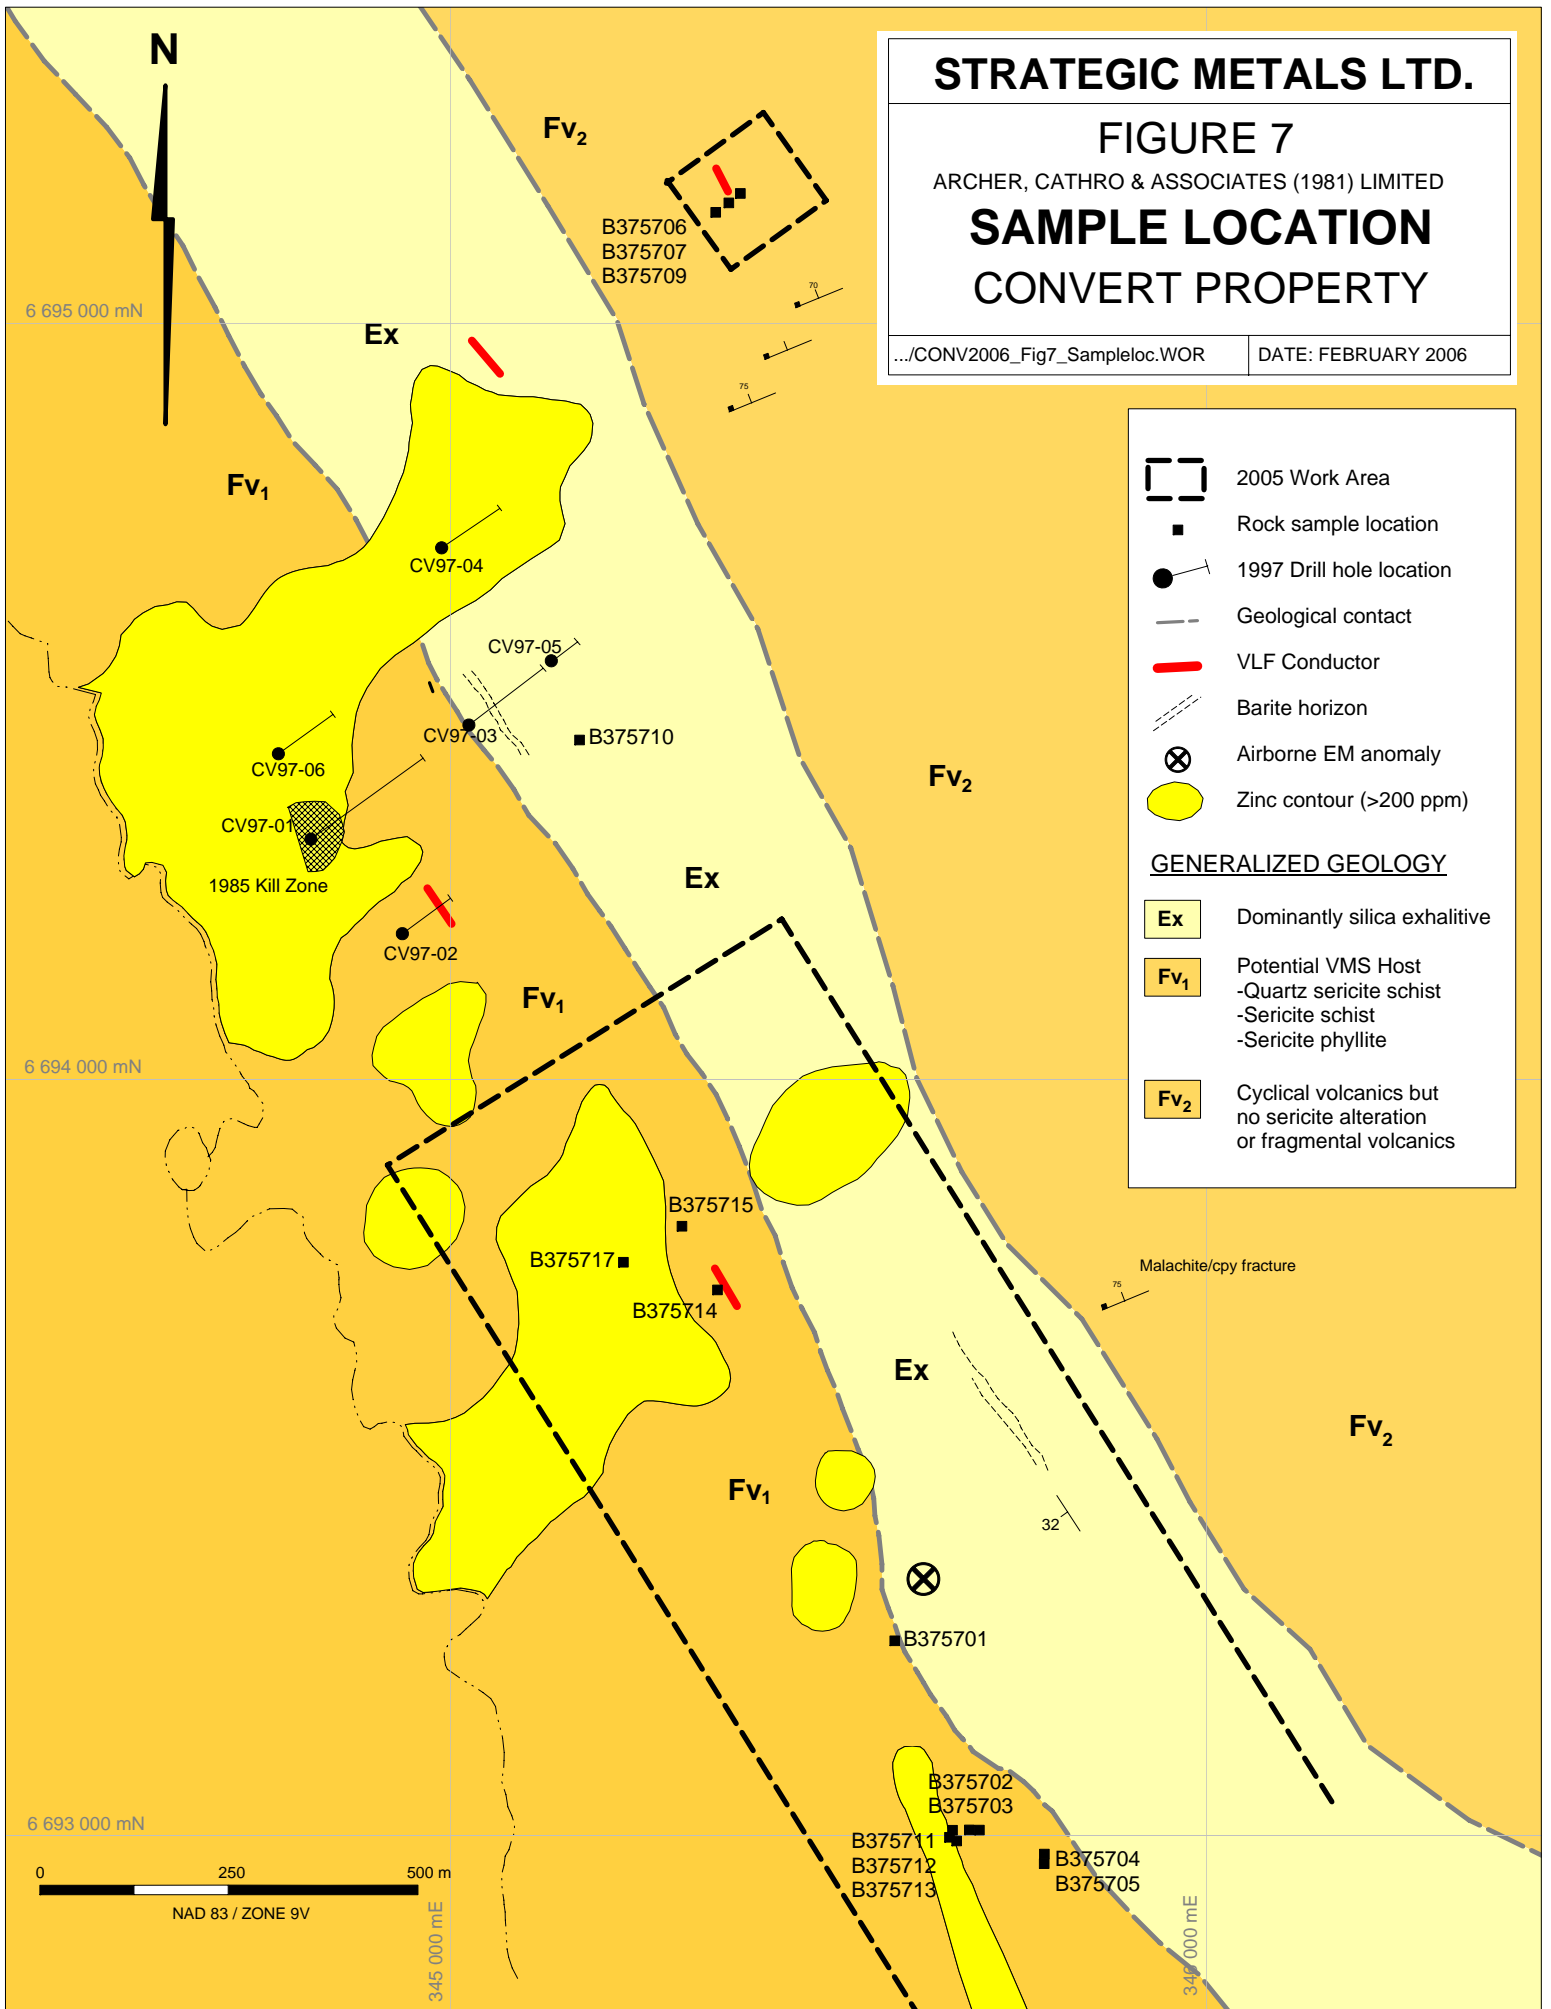 STRATEGIC METALS LTD.
FIGURE 7
ARCHER, CATHRO & ASSOCIATES (1981) LIMITED
SAMPLE LOCATION
CONVERT PROPERTY
.../CONV2006_Fig7_Sampleloc.WOR
DATE: FEBRUARY 2006
2005 Work Area
Rock sample location
1997 Drill hole location
Geological contact
VLF Conductor
Barite horizon
Airborne EM anomaly
Zinc contour (>200 ppm)
GENERALIZED GEOLOGY
Ex Dominantly silica exhalitive
Fv1 Potential VMS Host
-Quartz sericite schist
-Sericite schist
-Sericite phyllite
Fv2 Cyclical volcanics but
no sericite alteration
or fragmental volcanics
N
Fv2
B375706
B375707
B375709
70
6 695 000 mN
Ex
75
Fv1
CV97-04
CV97-05
CV97-03
B375710
CV97-06
Fv2
CV97-01
1985 Kill Zone
Ex
CV97-02
Fv1
6 694 000 mN
B375715
B375717
B375714
Malachite/cpy fracture
75
Ex
Fv2
Fv1
32
B375701
B375702
B375703
6 693 000 mN
B375711
B375712
B375713
B375704
B375705
0 250 500 m
NAD 83 / ZONE 9V
345 000 mE
346 000 mE